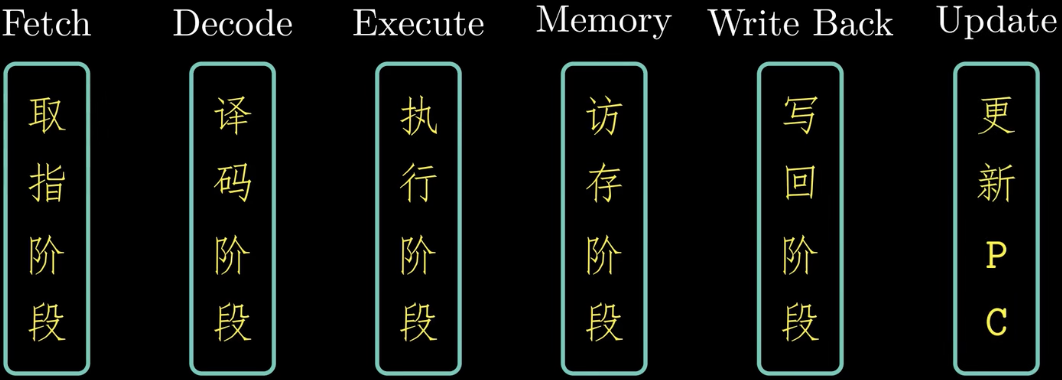 Fetch
Decode
Execute
Memory
Write Back
Update
取指阶段
译码阶段
执行阶段
访存阶段
写回阶段
更新PC